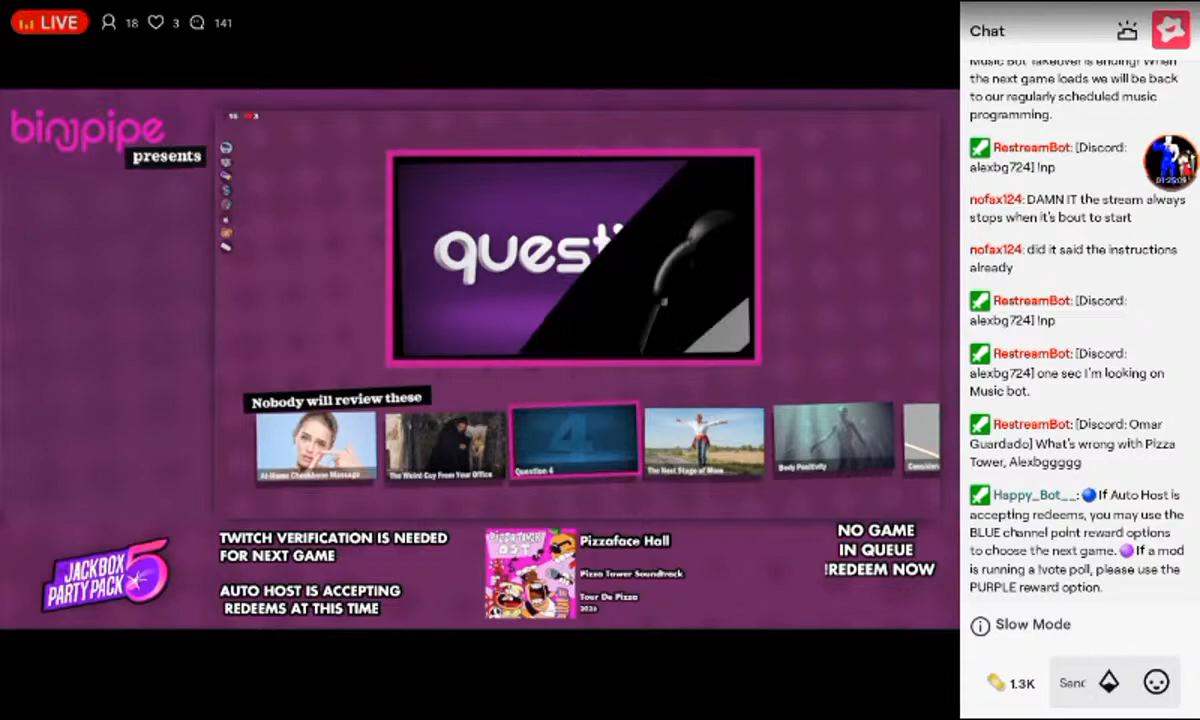 LIVE
18
3
141
binjpipe
presents
quest
Nobody will review these
At-Home Cheekbone Massage
The Weird Guy From Your Office
4
Question 4
The Next Stage of Move
Body Positivity
JACKBOX
PARTY PACK 5
TWITCH VERIFICATION IS NEEDED
FOR NEXT GAME
AUTO HOST IS ACCEPTING
REDEEMS AT THIS TIME
Pizzaface Hall
Pizza Tower Soundtrack
Tour De Pizza
NO GAME
IN QUEUE
!REDEEM NOW
Chat
Music Bot Takeover is ending! When
the next game loads we will be back
to our regularly scheduled music
programming.
RestreamBot: [Discord:
alexbg724] !np
01:25:09
nofax124: DAMN IT the stream always
stops when it's bout to start
nofax124: did it said the instructions
already
RestreamBot: [Discord:
alexbg724] !np
RestreamBot: [Discord:
alexbg724] one sec I'm looking on
Music bot.
RestreamBot: [Discord: Omar
Guardado] What's wrong with Pizza
Tower, Alexbggggg
Happy_Bot__: If Auto Host is
accepting redeems, you may use the
BLUE channel point reward options
to choose the next game. If a mod
is running a !vote poll, please use the
PURPLE reward option.
Slow Mode
1.3K
Senc